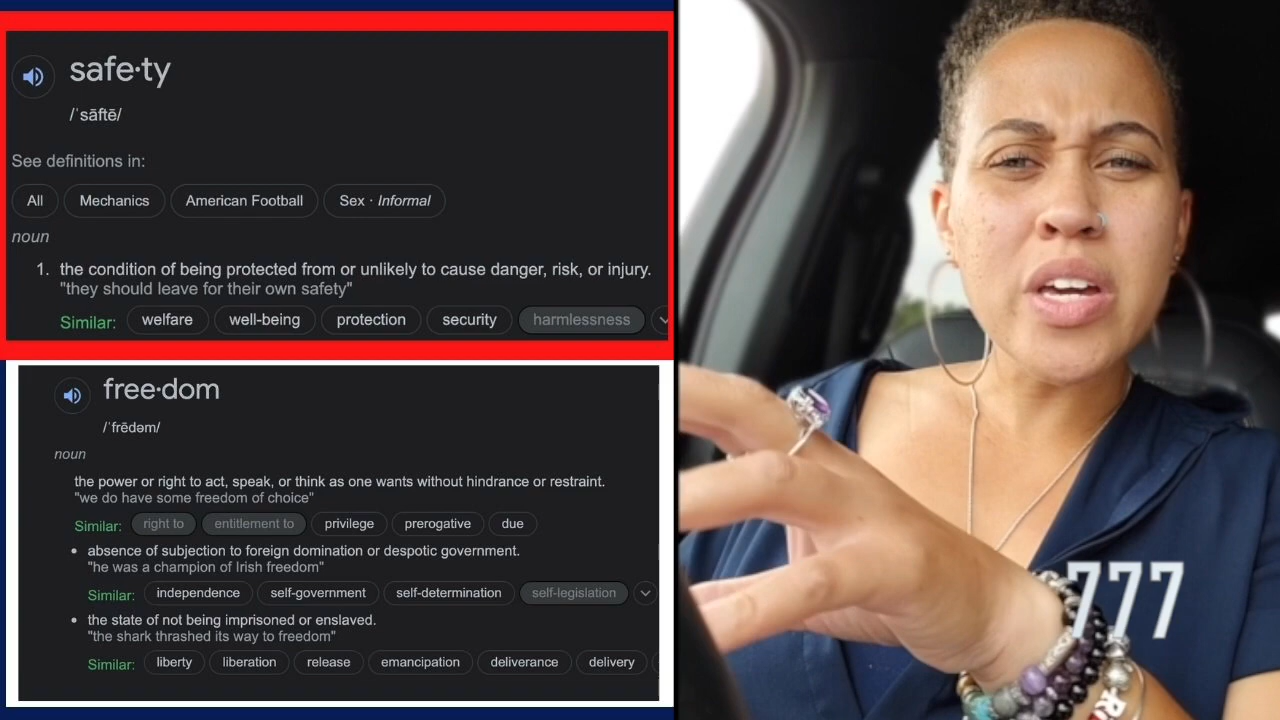 safe·ty
/ˈsāftē/
See definitions in:
All Mechanics American Football Sex · Informal
noun
1. the condition of being protected from or unlikely to cause danger, risk, or injury.
"they should leave for their own safety"
Similar: welfare well-being protection security harmlessness
free·dom
/ˈfrēdəm/
noun
the power or right to act, speak, or think as one wants without hindrance or restraint.
"we do have some freedom of choice"
Similar: right to entitlement to privilege prerogative due
• absence of subjection to foreign domination or despotic government.
"he was a champion of Irish freedom"
Similar: independence self-government self-determination self-legislation
• the state of not being imprisoned or enslaved.
"the shark thrashed its way to freedom"
Similar: liberty liberation release emancipation deliverance delivery
777